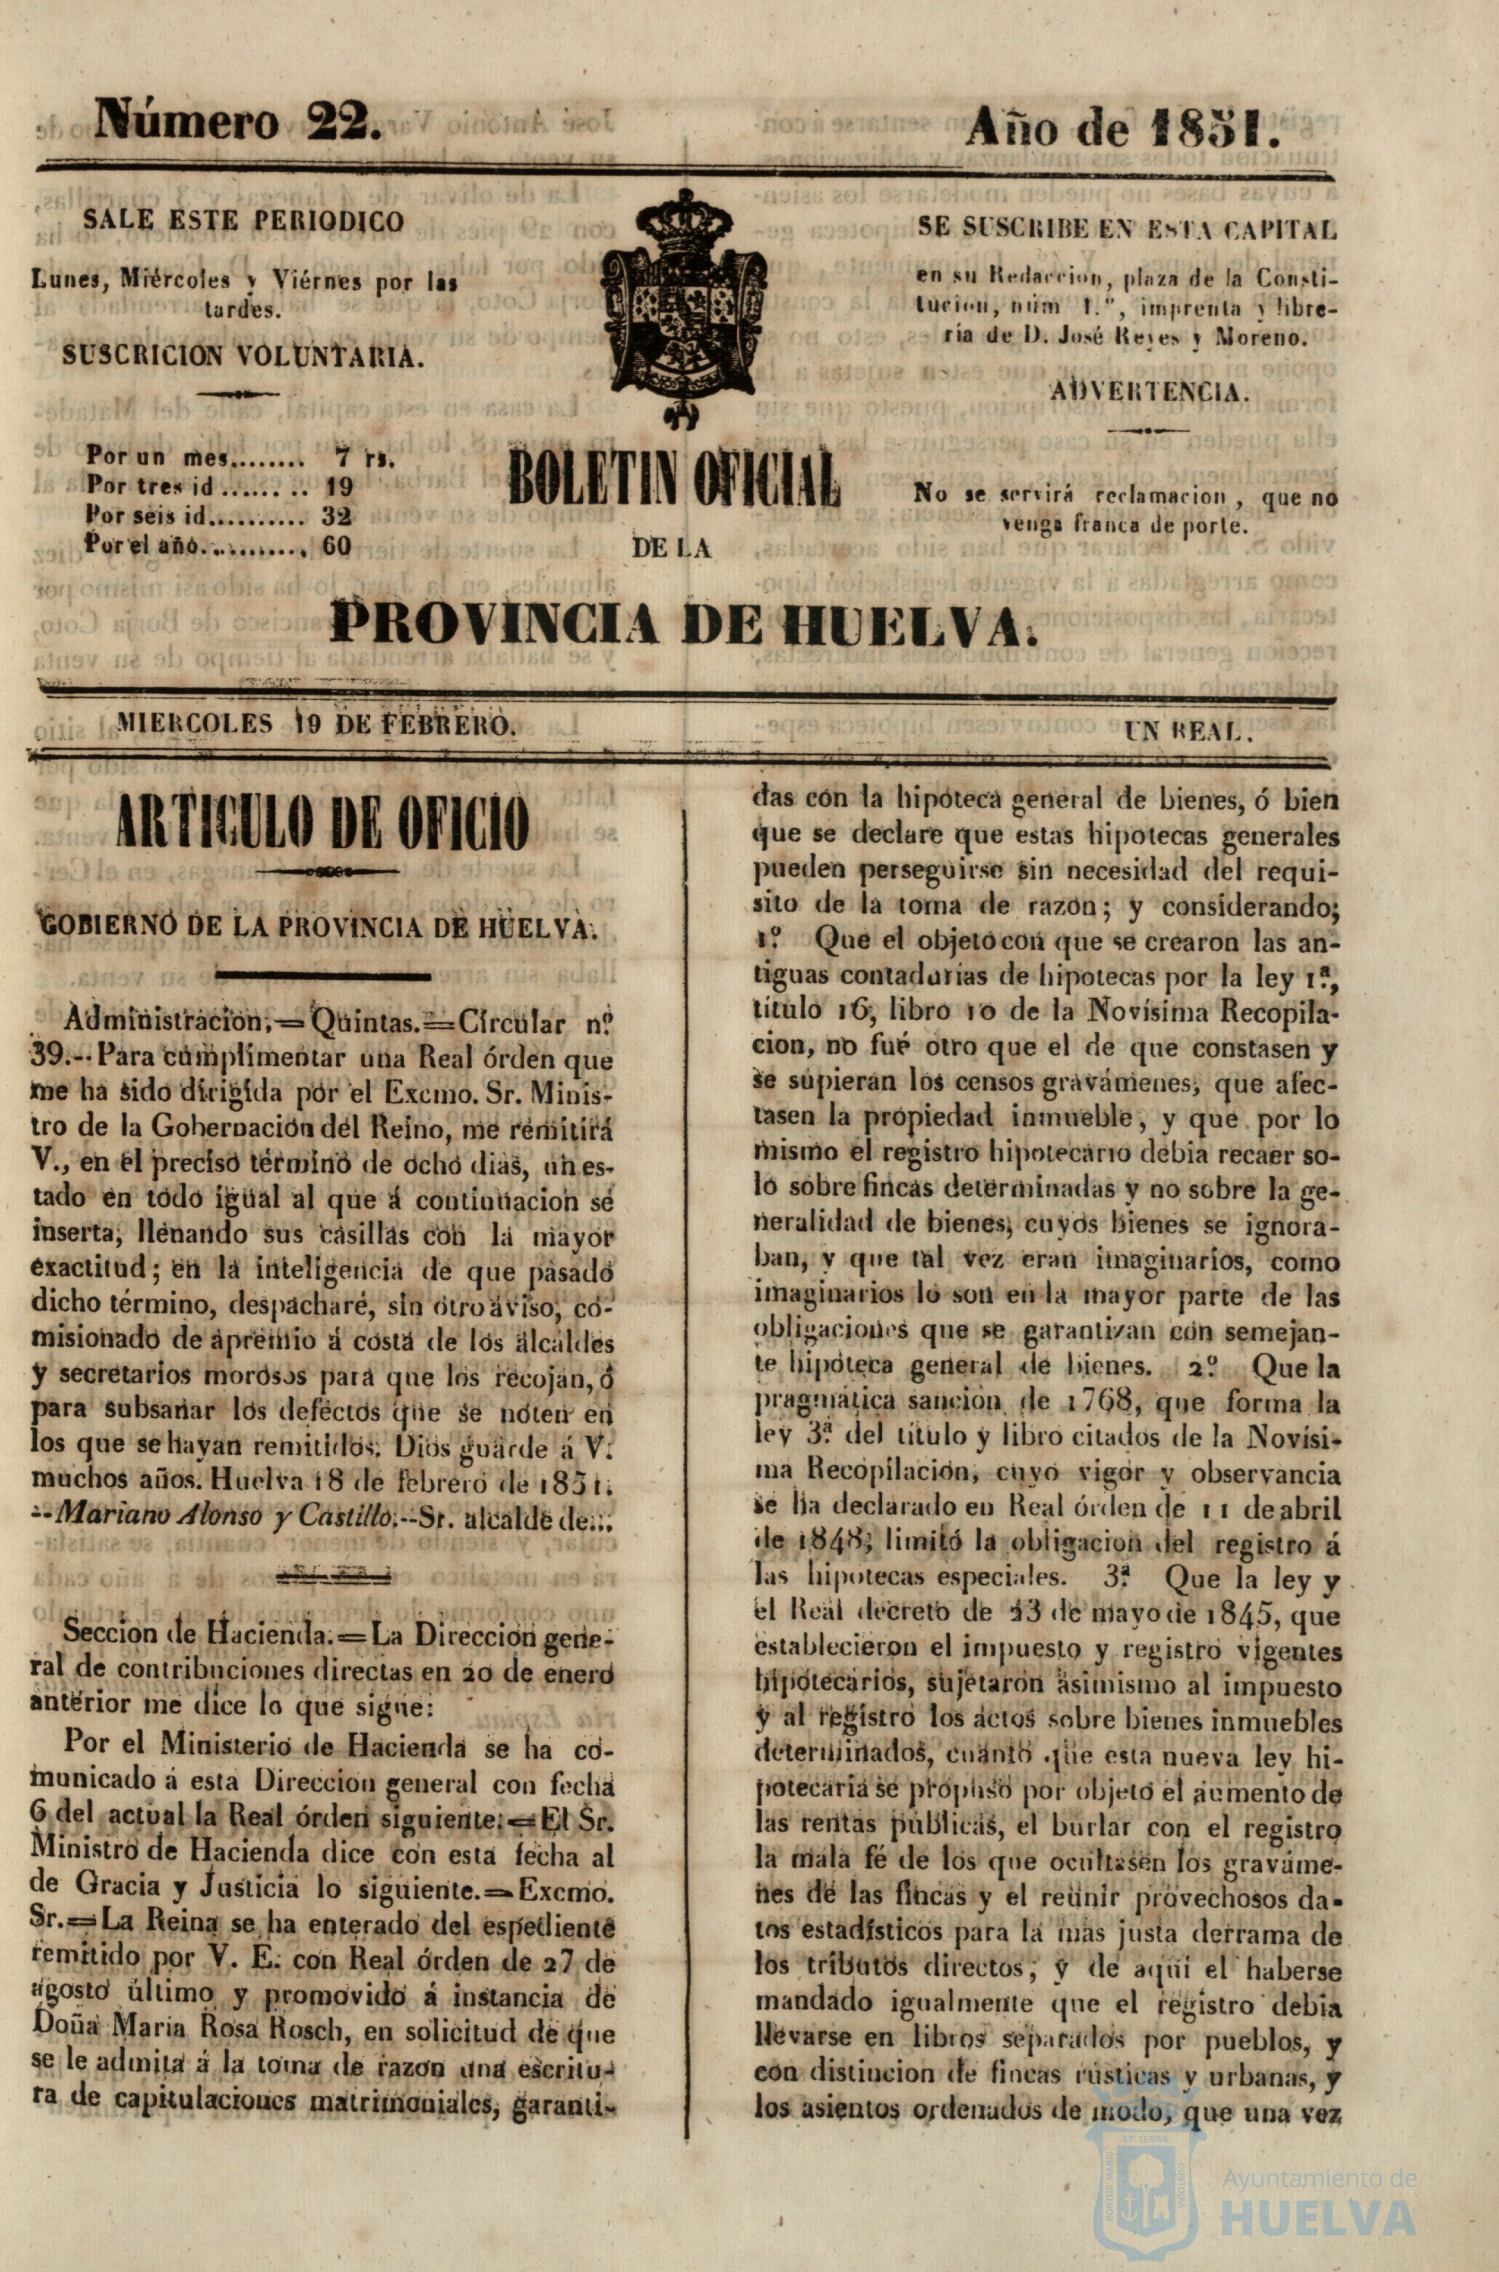 Número 22.
Año de 1851.
SALE ESTE PERIODICO
Lunes, Miércoles y Viérnes por las
tardes.
SUSCRICION VOLUNTARIA.
Por un mes........ 7 rs.
Por tres id ...... .. 19
Por seis id.......... 32
Por el año........... 60
SE SUSCRIBE EN ESTA CAPITAL
en su Redaccion, plaza de la Consti-
tucion, núm 1.º, imprenta y libre-
ría de D. José Reyes y Moreno.
ADVERTENCIA.
No se servirá reclamacion, que no
venga franca de porte.
BOLETIN OFICIAL
DE LA
PROVINCIA DE HUELVA.
MIERCOLES 19 DE FEBRERO.
UN REAL.
ARTICULO DE OFICIO
GOBIERNO DE LA PROVINCIA DE HUELVA.
Administracion.=Quintas.=Circular nº
39.--Para cumplimentar una Real órden que
me ha sido dirigida por el Excmo. Sr. Minis-
tro de la Gobernacion del Reino, me remitirá
V., en el preciso término de ocho dias, un es-
tado en todo igual al que á continuacion se
inserta, llenando sus casillas con la mayor
exactitud; en la inteligencia de que pasado
dicho término, despacharé, sin otro aviso, co-
misionado de apremio á costa de los alcaldes
y secretarios morosos para que los recojan, ó
para subsanar los defectos que se noten en
los que se hayan remitidos. Dios guarde á V.
muchos años. Huelva 18 de febrero de 1851.
--Mariano Alonso y Castillo.--Sr. alcalde de...
Seccion de Hacienda.=La Direccion gene-
ral de contribuciones directas en 20 de enero
anterior me dice lo que sigue:
Por el Ministerio de Hacienda se ha co-
municado á esta Direccion general con fecha
6 del actual la Real órden siguiente:=El Sr.
Ministro de Hacienda dice con esta fecha al
de Gracia y Justicia lo siguiente.=Excmo.
Sr.=La Reina se ha enterado del espediente
remitido por V. E. con Real órden de 27 de
agosto último y promovido á instancia de
Doña Maria Rosa Rosch, en solicitud de que
se le admita á la toma de razon una escritu-
ra de capitulaciones matrimoniales, garanti-
das con la hipoteca general de bienes, ó bien
que se declare que estas hipotecas generales
pueden perseguirse sin necesidad del requi-
sito de la toma de razon; y considerando;
1º Que el objeto con que se crearon las an-
tiguas contadurias de hipotecas por la ley 1ª,
título 16, libro 10 de la Novísima Recopila-
cion, no fué otro que el de que constasen y
se supieran los censos gravámenes, que afec-
tasen la propiedad inmueble, y que por lo
mismo el registro hipotecario debia recaer so-
lo sobre fincas determinadas y no sobre la ge-
neralidad de bienes, cuyos bienes se ignora-
ban, y que tal vez eran imaginarios, como
imaginarios lo son en la mayor parte de las
obligaciones que se garantizan con semejan-
te hipoteca general de bienes. 2º Que la
pragmática sancion de 1768, que forma la
ley 3ª del título y libro citados de la Novísi-
ma Recopilacion, cuyo vigor y observancia
se ha declarado en Real órden de 11 de abril
de 1848, limitó la obligacion del registro á
las hipotecas especiales. 3ª Que la ley y
el Real decreto de 23 de mayo de 1845, que
establecieron el impuesto y registro vigentes
hipotecarios, sujetaron asimismo al impuesto
y al registro los actos sobre bienes inmuebles
determinados, cuanto que esta nueva ley hi-
potecaria se propuso por objeto el aumento de
las rentas públicas, el burlar con el registro
la mala fé de los que ocultasen los graváme-
nes de las fincas y el reunir provechosos da-
tos estadísticos para la mas justa derrama de
los tributos directos, y de aqui el haberse
mandado igualmente que el registro debia
llevarse en libros separados por pueblos, y
con distincion de fincas rústicas y urbanas, y
los asientos ordenados de modo, que una vez
Ayuntamiento de
HUELVA